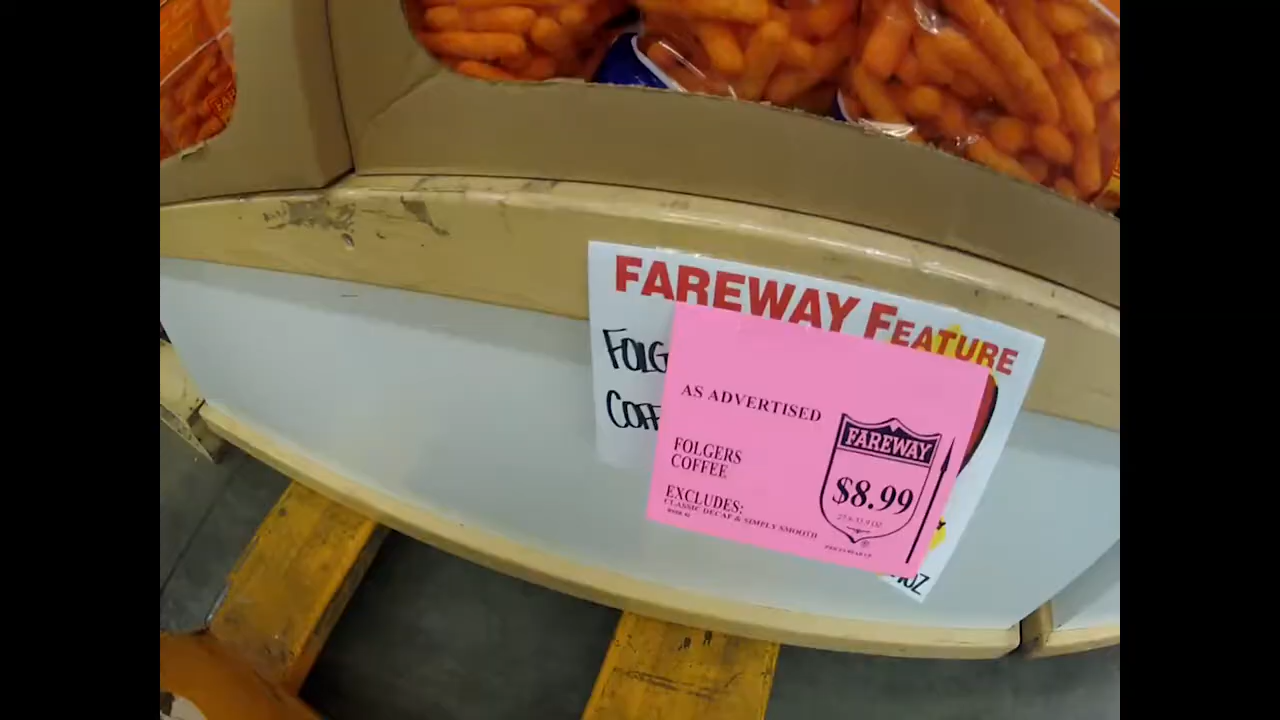 FAREWAY FEATURE
FOLG
COFF
AS ADVERTISED
FOLGERS
COFFEE
EXCLUDES:
CLASSIC DECAF & SIMPLY SMOOTH
FAREWAY
$8.99
OZ